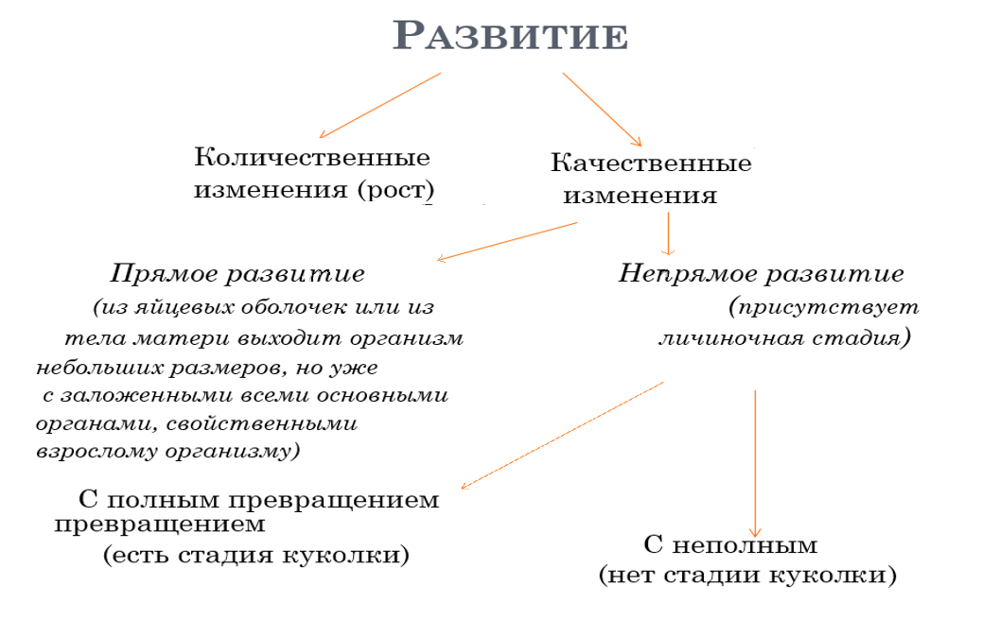 РАЗВИТИЕ
Количественные
изменения (рост)
Качественные
изменения
Прямое развитие
(из яйцевых оболочек или из
тела матери выходит организм
небольших размеров, но уже
с заложенными всеми основными
органами, свойственными
взрослому организму)
Непрямое развитие
(присутствует
личиночная стадия)
С полным превращением
превращением
(есть стадия куколки)
С неполным
(нет стадии куколки)